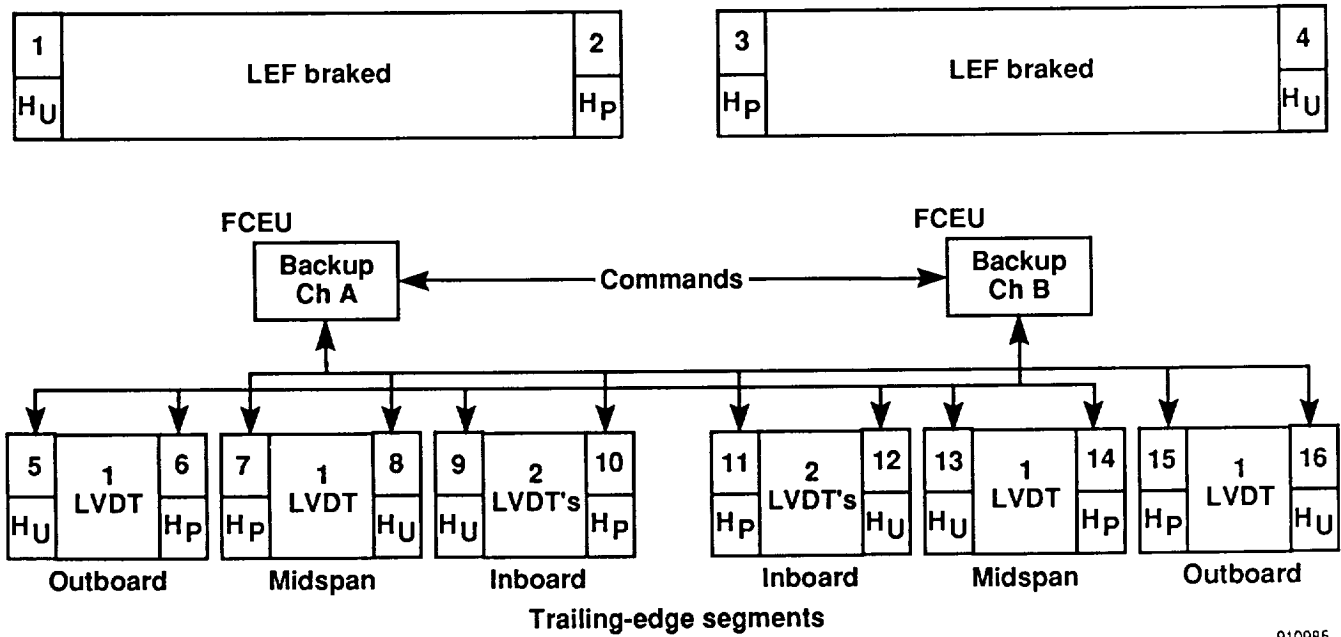 1
LEF braked
2
3
LEF braked
4
HU
HP
HP
HU
FCEU
FCEU
Backup
Ch A
Commands
Backup
Ch B
5
1
LVDT
6
7
1
LVDT
8
9
2
LVDT's
10
11
2
LVDT's
12
13
1
LVDT
14
15
1
LVDT
16
HU
HP
HP
HU
HU
HP
HP
HU
HU
HP
HP
HU
Outboard
Midspan
Inboard
Inboard
Midspan
Outboard
Trailing-edge segments
910985